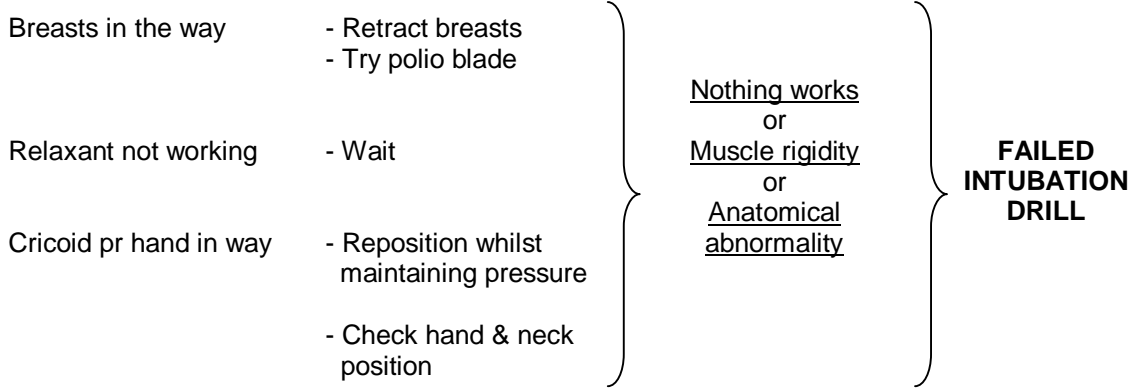 Breasts in the way
- Retract breasts
- Try polio blade
Relaxant not working
- Wait
Cricoid pr hand in way
- Reposition whilst
maintaining pressure
- Check hand & neck
position
Nothing works
or
Muscle rigidity
or
Anatomical
abnormality
FAILED
INTUBATION
DRILL